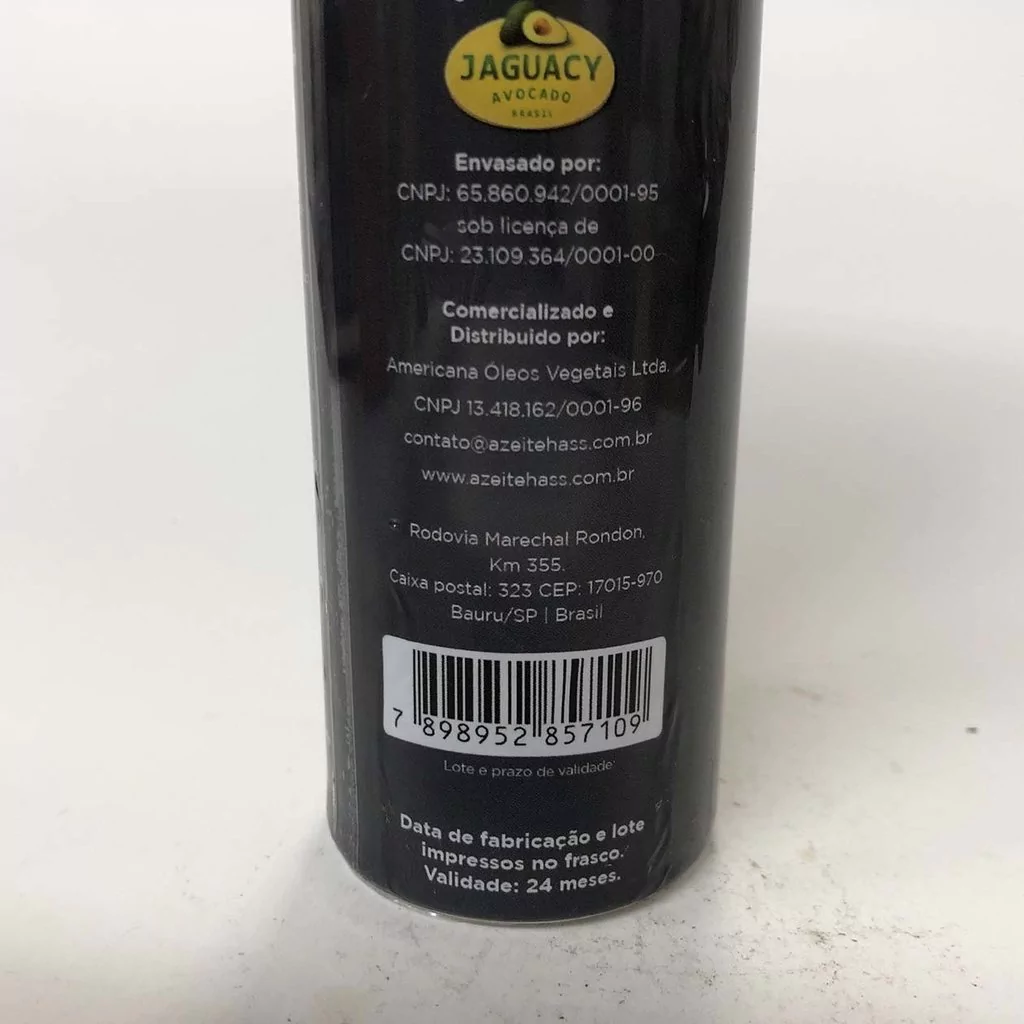 JAGUACY
AVOCADO
BRASIL
Envasado por:
CNPJ: 65.860.942/0001-95
sob licença de
CNPJ: 23.109.364/0001-00
Comercializado e
Distribuido por:
Americana Óleos Vegetais Ltda.
CNPJ 13.418.162/0001-96
contato@azeitehass.com.br
www.azeitehass.com.br
Rodovia Marechal Rondon,
Km 355.
Caixa postal: 323 CEP: 17015-970
Bauru/SP | Brasil
7 898952 857109
Lote e prazo de validade:
Data de fabricação e lote
impressos no frasco.
Validade: 24 meses.